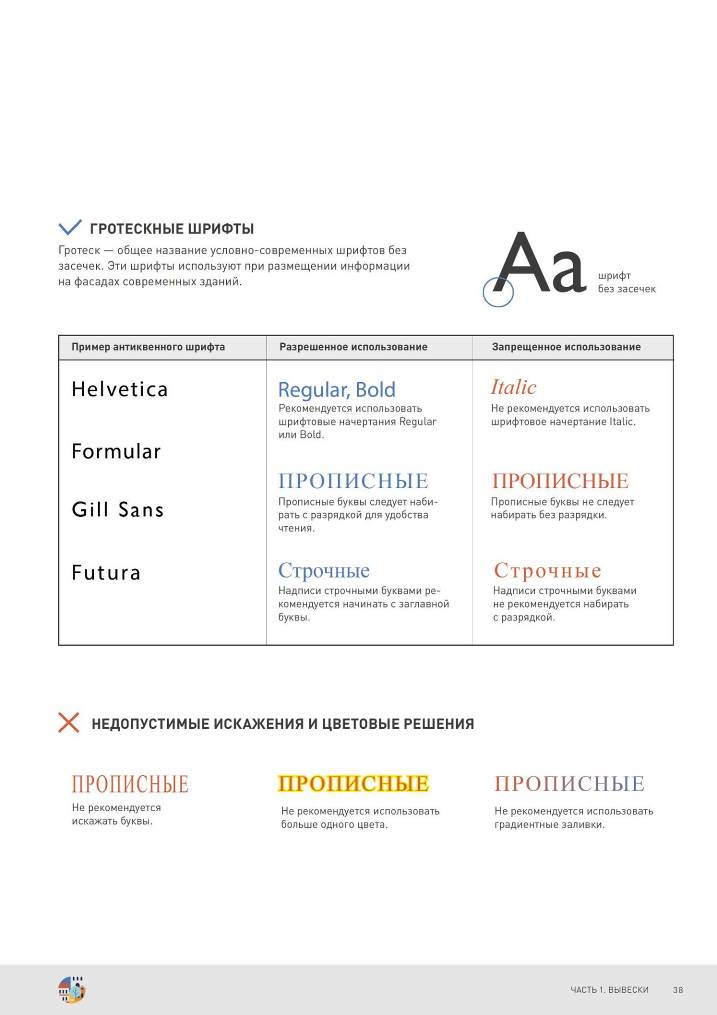 ГРОТЕСКНЫЕ ШРИФТЫ
Гротеск — общее название условно-современных шрифтов без
засечек. Эти шрифты используют при размещении информации
на фасадах современных зданий.
Aa
шрифт
без засечек
Пример антиквенного шрифта
Разрешенное использование
Запрещенное использование
Helvetica
Formular
Gill Sans
Futura
Regular, Bold
Рекомендуется использовать
шрифтовые начертания Regular
или Bold.
ПРОПИСНЫЕ
Прописные буквы следует наби-
рать с разрядкой для удобства
чтения.
Строчные
Надписи строчными буквами ре-
комендуется начинать с заглавной
буквы.
Italic
Не рекомендуется использовать
шрифтовое начертание Italic.
ПРОПИСНЫЕ
Прописные буквы не следует
набирать без разрядки.
Строчные
Надписи строчными буквами
не рекомендуется набирать
с разрядкой.
НЕДОПУСТИМЫЕ ИСКАЖЕНИЯ И ЦВЕТОВЫЕ РЕШЕНИЯ
ПРОПИСНЫЕ
Не рекомендуется
искажать буквы.
ПРОПИСНЫЕ
Не рекомендуется использовать
больше одного цвета.
ПРОПИСНЫЕ
Не рекомендуется использовать
градиентные заливки.
ЧАСТЬ 1. ВЫВЕСКИ 38